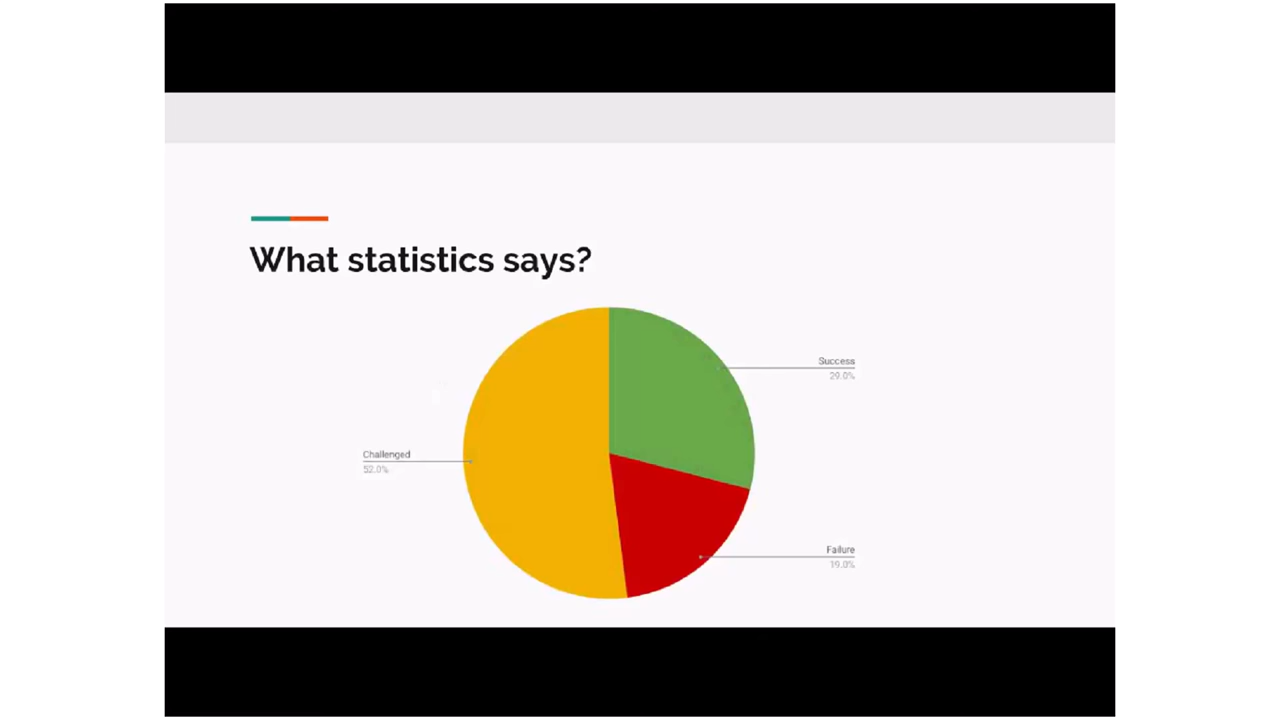 What statistics says?
Success
29.0%
Challenged
52.0%
Failure
19.0%